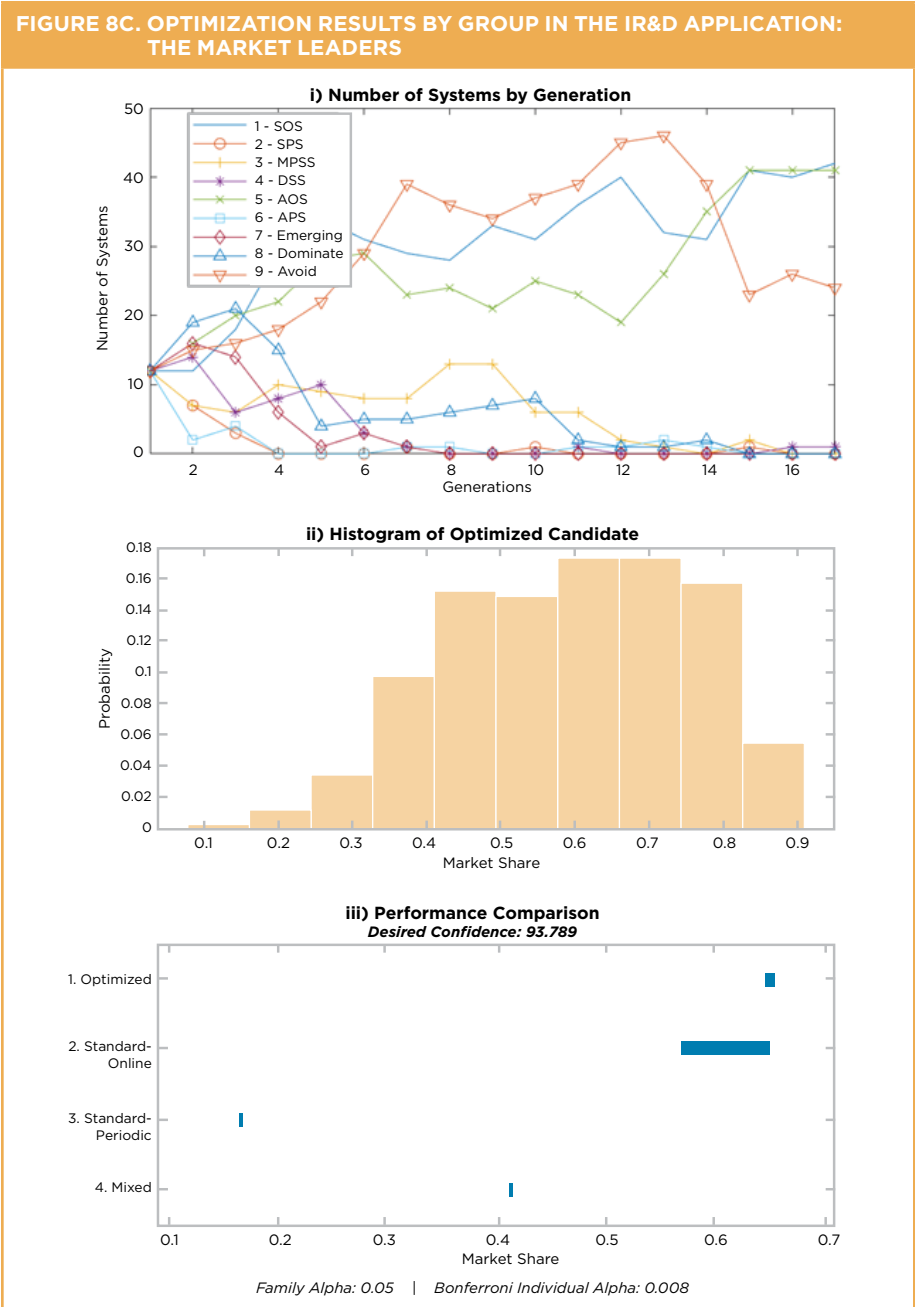 FIGURE 8C. OPTIMIZATION RESULTS BY GROUP IN THE IR&D APPLICATION:
THE MARKET LEADERS
i) Number of Systems by Generation
50
40
30
20
10
0
Number of Systems
1 - SOS
2 - SPS
3 - MPSS
4 - DSS
5 - AOS
6 - APS
7 - Emerging
8 - Dominate
9 - Avoid
2 4 6 8 10 12 14 16
Generations
ii) Histogram of Optimized Candidate
0.18
0.16
0.14
0.12
0.1
0.08
0.06
0.04
0.02
0
Probability
0.1 0.2 0.3 0.4 0.5 0.6 0.7 0.8 0.9
Market Share
iii) Performance Comparison
Desired Confidence: 93.789
1. Optimized
2. Standard-
Online
3. Standard-
Periodic
4. Mixed
0.1 0.2 0.3 0.4 0.5 0.6 0.7
Market Share
Family Alpha: 0.05 | Bonferroni Individual Alpha: 0.008